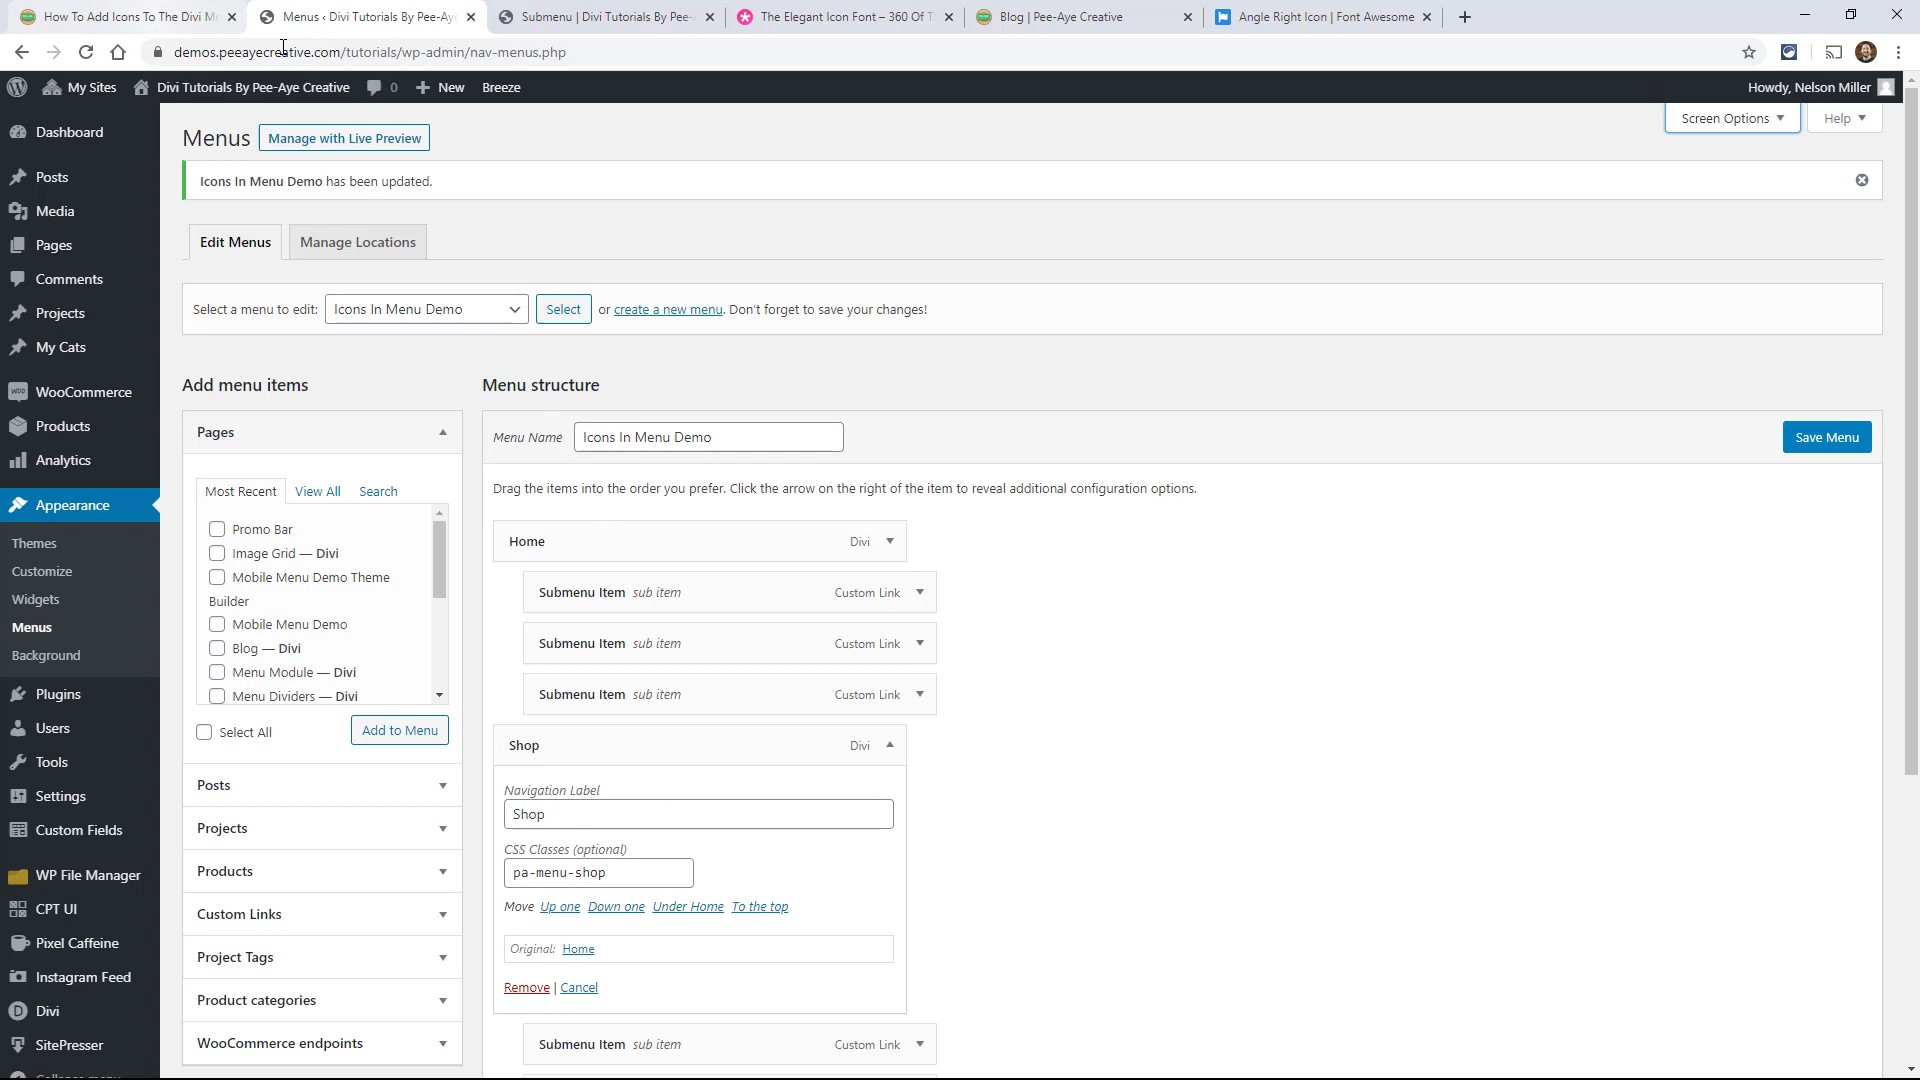 How To Add Icons To The Divi M
Menus ‹ Divi Tutorials By Pee-Aye
Submenu | Divi Tutorials By Pee-
The Elegant Icon Font – 360 Of T
Blog | Pee-Aye Creative
Angle Right Icon | Font Awesome
demos.peeayecreative.com/tutorials/wp-admin/nav-menus.php
My Sites
Divi Tutorials By Pee-Aye Creative
0
New
Breeze
Howdy, Nelson Miller
Dashboard
Posts
Media
Pages
Comments
Projects
My Cats
WooCommerce
Products
Analytics
Appearance
Themes
Customize
Widgets
Menus
Background
Plugins
Users
Tools
Settings
Custom Fields
WP File Manager
CPT UI
Pixel Caffeine
Instagram Feed
Divi
SitePresser
Collapse menu
Screen Options
Help
Menus
Manage with Live Preview
Icons In Menu Demo has been updated.
Edit Menus
Manage Locations
Select a menu to edit: Icons In Menu Demo Select or create a new menu. Don't forget to save your changes!
Add menu items
Pages
Most Recent
View All
Search
Promo Bar
Image Grid — Divi
Mobile Menu Demo Theme
Builder
Mobile Menu Demo
Blog — Divi
Menu Module — Divi
Menu Dividers — Divi
Select All
Add to Menu
Posts
Projects
Products
Custom Links
Project Tags
Product categories
WooCommerce endpoints
Menu structure
Menu Name Icons In Menu Demo
Save Menu
Drag the items into the order you prefer. Click the arrow on the right of the item to reveal additional configuration options.
Home Divi
Submenu Item sub item Custom Link
Submenu Item sub item Custom Link
Submenu Item sub item Custom Link
Shop Divi
Navigation Label
Shop
CSS Classes (optional)
pa-menu-shop
Move Up one Down one Under Home To the top
Original: Home
Remove | Cancel
Submenu Item sub item Custom Link